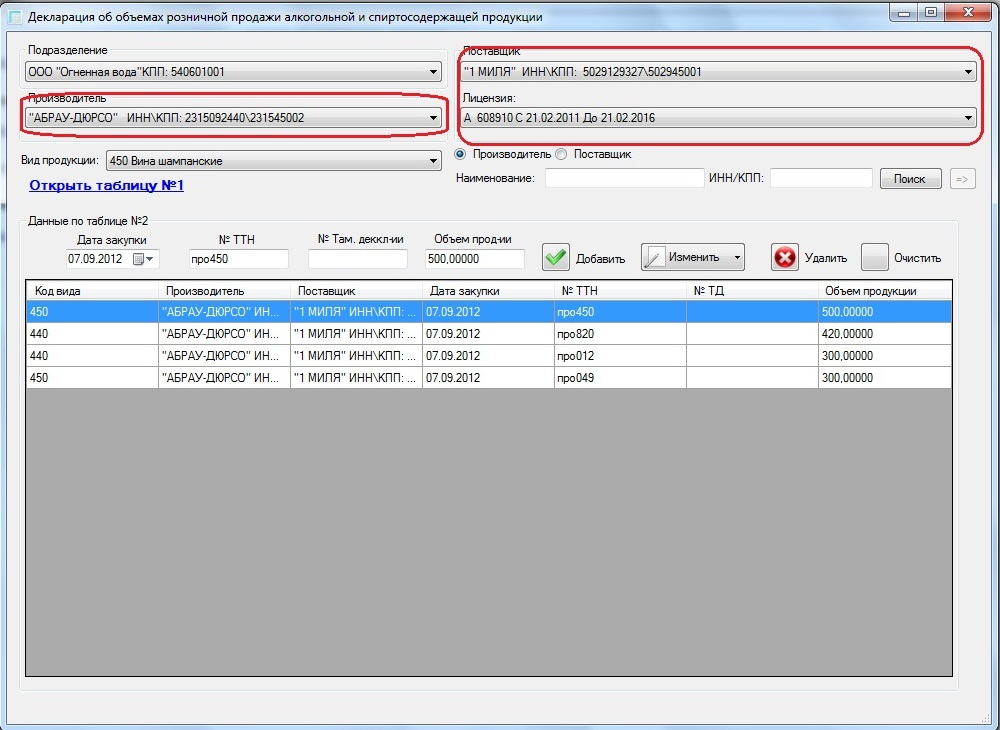 Декларация об объемах розничной продажи алкогольной и спиртосодержащей продукции
Подразделение
ООО "Огненная вода"КПП: 540601001
Производитель
"АБРАУ-ДЮРСО" ИНН\КПП: 2315092440\231545002
Поставщик
"1 МИЛЯ" ИНН\КПП: 5029129327\502945001
Лицензия:
А 608910 С 21.02.2011 До 21.02.2016
Вид продукции: 450 Вина шампанские
Производитель Поставщик
Открыть таблицу №1
Наименование: ИНН/КПП: Поиск =>
Данные по таблице №2
Дата закупки № ТТН № Там. деккл-ии Объем прод-ии
07.09.2012 про450 500,00000 Добавить Изменить Удалить Очистить
Код вида Производитель Поставщик Дата закупки № ТТН № ТД Объем продукции
450 "АБРАУ-ДЮРСО" ИН... "1 МИЛЯ" ИНН\КПП: ... 07.09.2012 про450 500,00000
440 "АБРАУ-ДЮРСО" ИН... "1 МИЛЯ" ИНН\КПП: ... 07.09.2012 про820 420,00000
440 "АБРАУ-ДЮРСО" ИН... "1 МИЛЯ" ИНН\КПП: ... 07.09.2012 про012 300,00000
450 "АБРАУ-ДЮРСО" ИН... "1 МИЛЯ" ИНН\КПП: ... 07.09.2012 про049 300,00000